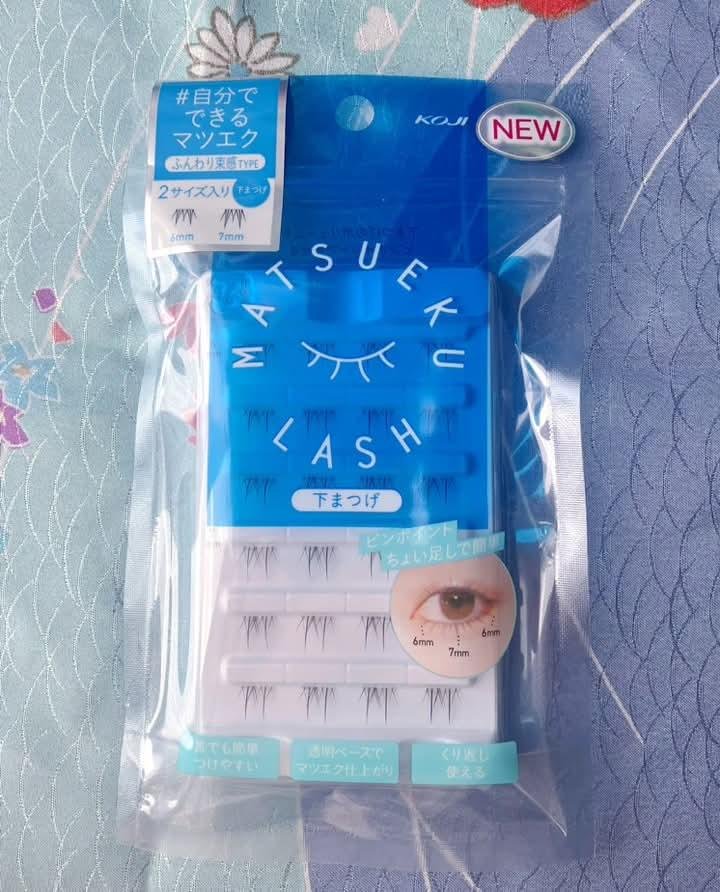 #自分で
できる
マツエク
ふんわり束感TYPE
2サイズ入り 下まつげ
6mm 7mm
KOJI
NEW
MATSUEKU
LASH
下まつげ
ピンポイント
ちょい足しで簡単
6mm 7mm 6mm
誰でも簡単
つけやすい
透明ベースで
マツエク仕上がり
くり返し
使える